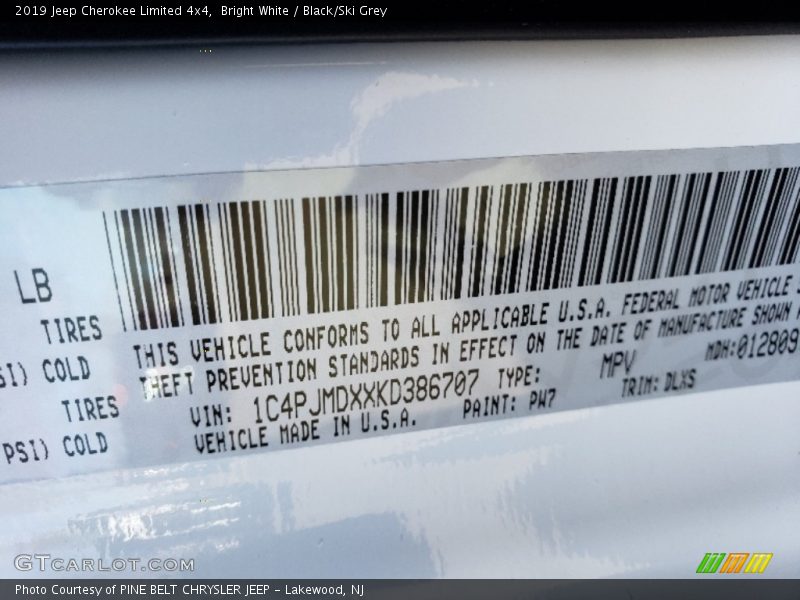 2019 Jeep Cherokee Limited 4x4,  Bright White / Black/Ski Grey
LB
TIRES
SI) COLD
TIRES
PSI) COLD
THIS VEHICLE CONFORMS TO ALL APPLICABLE U.S.A. FEDERAL MOTOR VEHICLE S
THEFT PREVENTION STANDARDS IN EFFECT ON THE DATE OF MANUFACTURE SHOWN
VIN: 1C4PJMDXXKD386707 TYPE: MPV MDH:012809
VEHICLE MADE IN U.S.A. PAINT: PW7 TRIM: DLXS
GTCARLOT.COM
Photo Courtesy of PINE BELT CHRYSLER JEEP - Lakewood, NJ